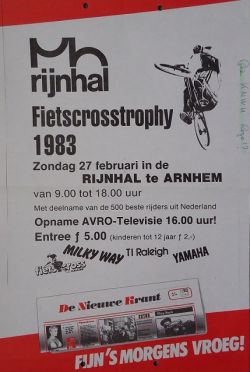 rijnhal
Fietscrosstrophy
1983
Zondag 27 februari in de
RIJNHAL te ARNHEM
van 9.00 tot 18.00 uur
Met deelname van de 500 beste rijders uit Nederland
Opname AVRO-Televisie 16.00 uur!
Entree ƒ 5.00 (kinderen tot 12 jaar ƒ 2,-)
MILKY WAY TI Raleigh YAMAHA
fietscross
De Nieuwe Krant
FIJN'S MORGENS VROEG!